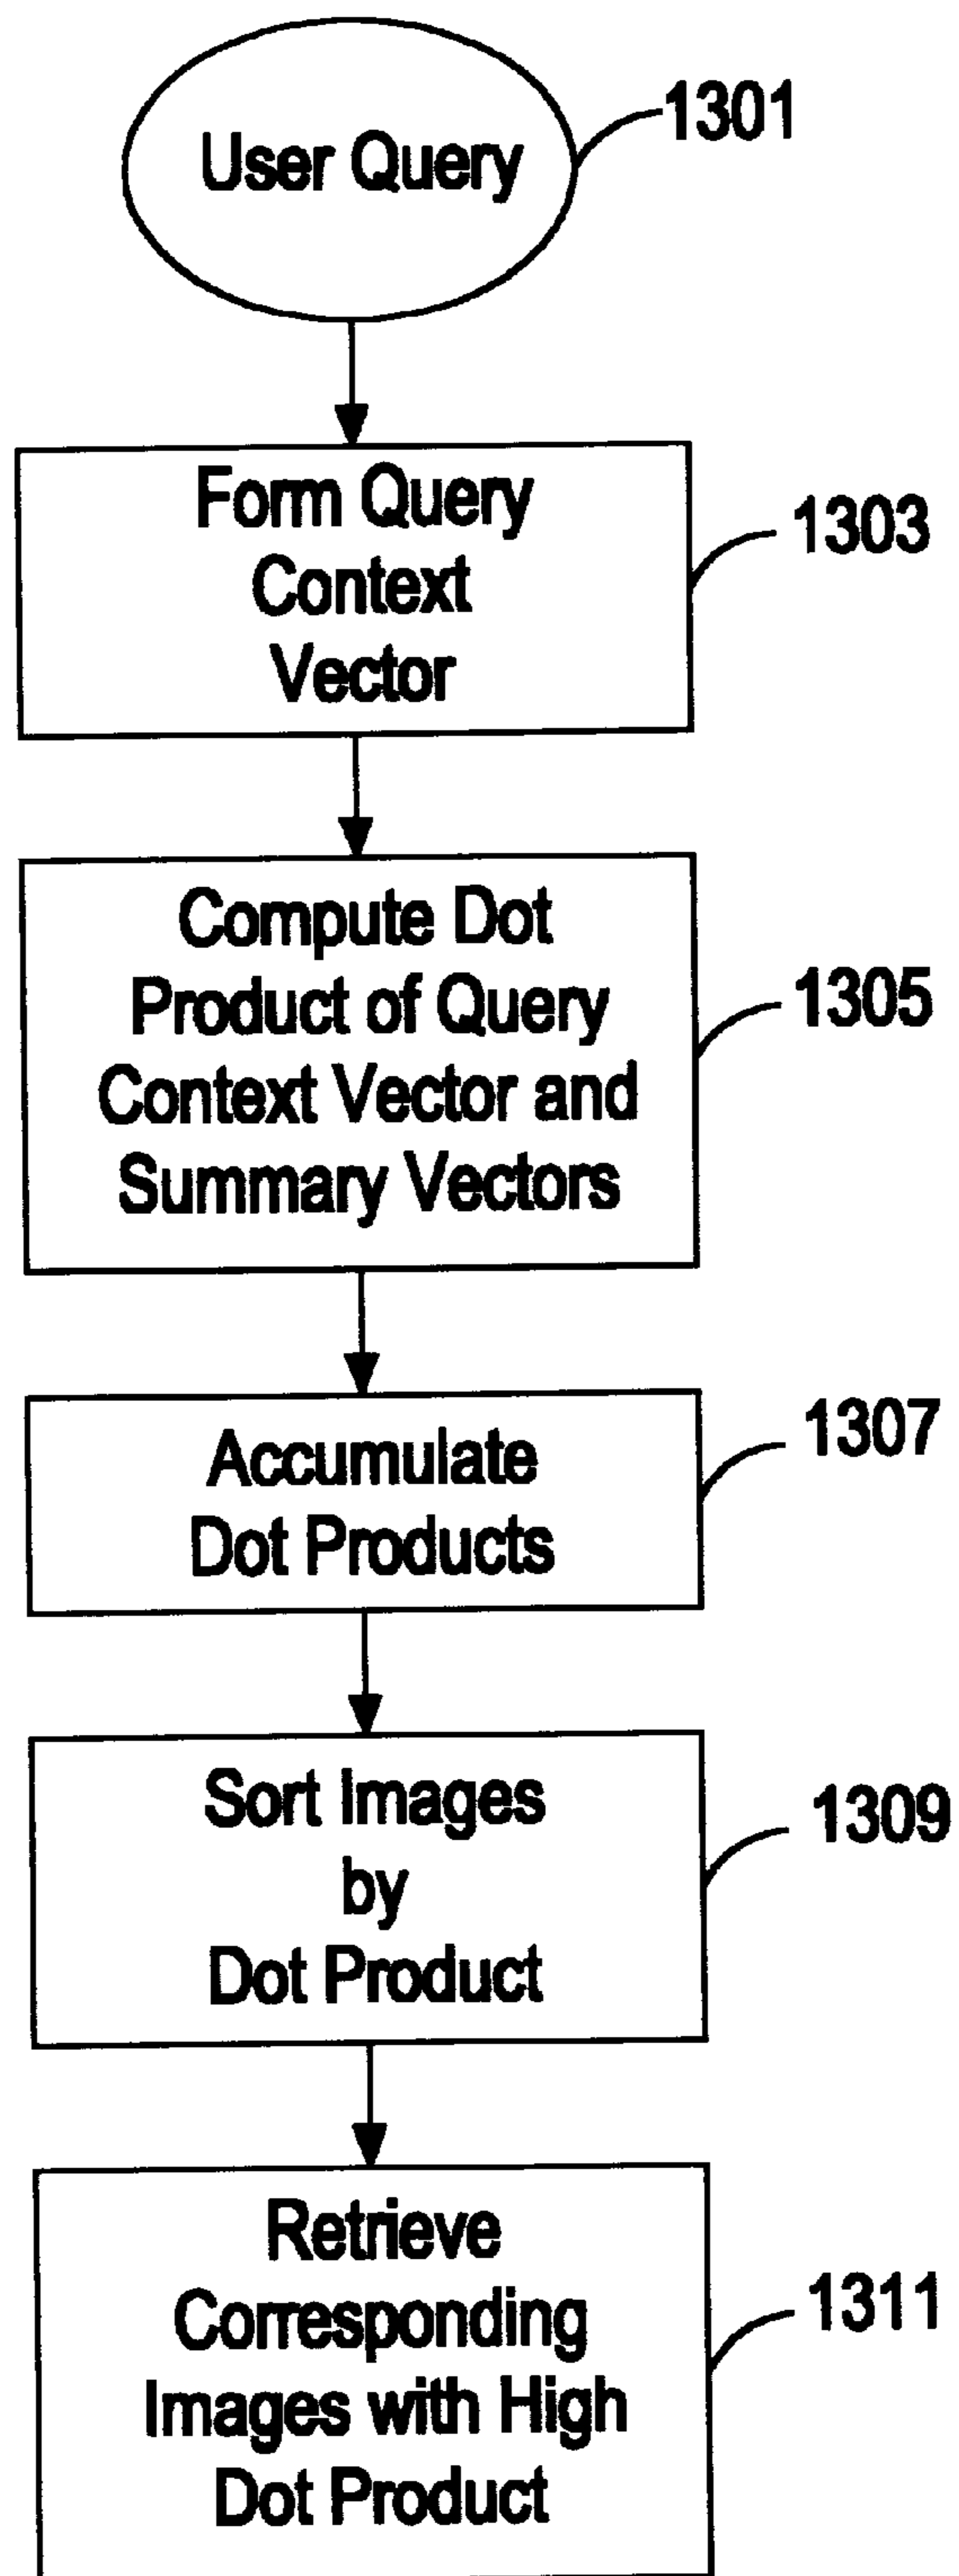 User Query
1301
Form Query
Context
Vector
1303
Compute Dot
Product of Query
Context Vector and
Summary Vectors
1305
Accumulate
Dot Products
1307
Sort Images
by
Dot Product
1309
Retrieve
Corresponding
Images with High
Dot Product
1311